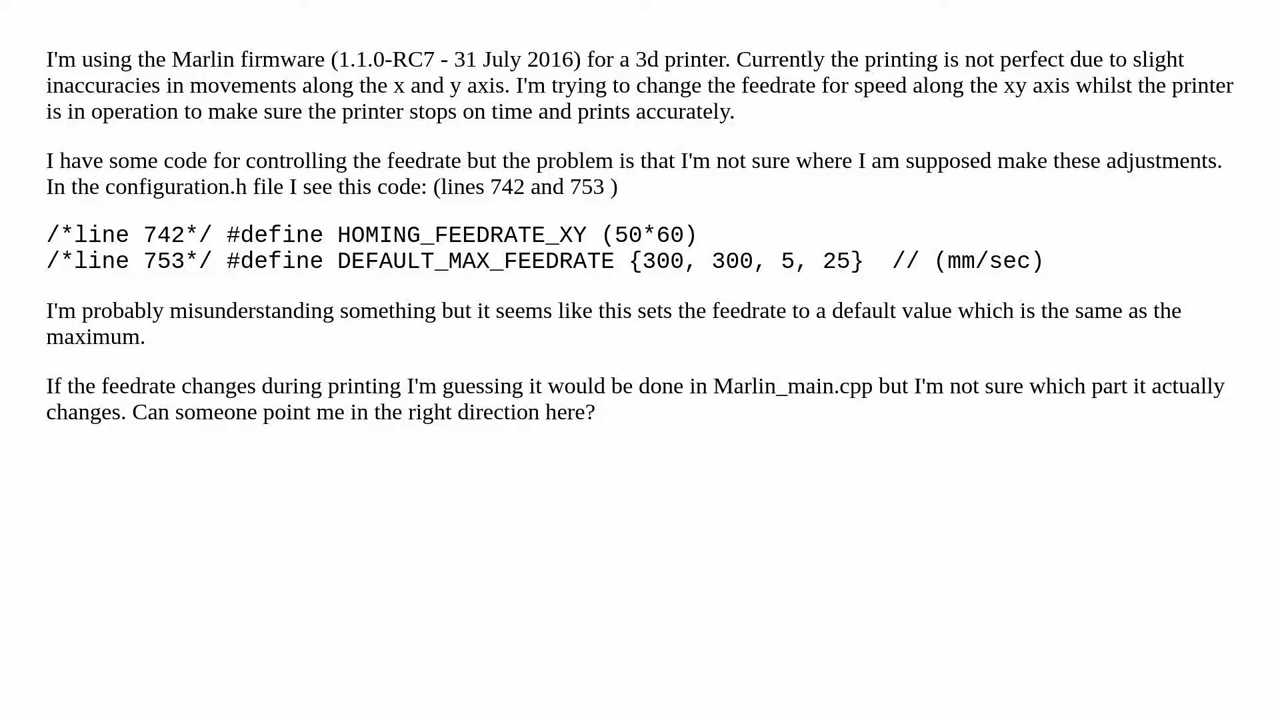 I'm using the Marlin firmware (1.1.0-RC7 - 31 July 2016) for a 3d printer. Currently the printing is not perfect due to slight
inaccuracies in movements along the x and y axis. I'm trying to change the feedrate for speed along the xy axis whilst the printer
is in operation to make sure the printer stops on time and prints accurately.
I have some code for controlling the feedrate but the problem is that I'm not sure where I am supposed make these adjustments.
In the configuration.h file I see this code: (lines 742 and 753 )
/*line 742*/ #define HOMING_FEEDRATE_XY (50*60)
/*line 753*/ #define DEFAULT_MAX_FEEDRATE {300, 300, 5, 25}  // (mm/sec)
I'm probably misunderstanding something but it seems like this sets the feedrate to a default value which is the same as the
maximum.
If the feedrate changes during printing I'm guessing it would be done in Marlin_main.cpp but I'm not sure which part it actually
changes. Can someone point me in the right direction here?